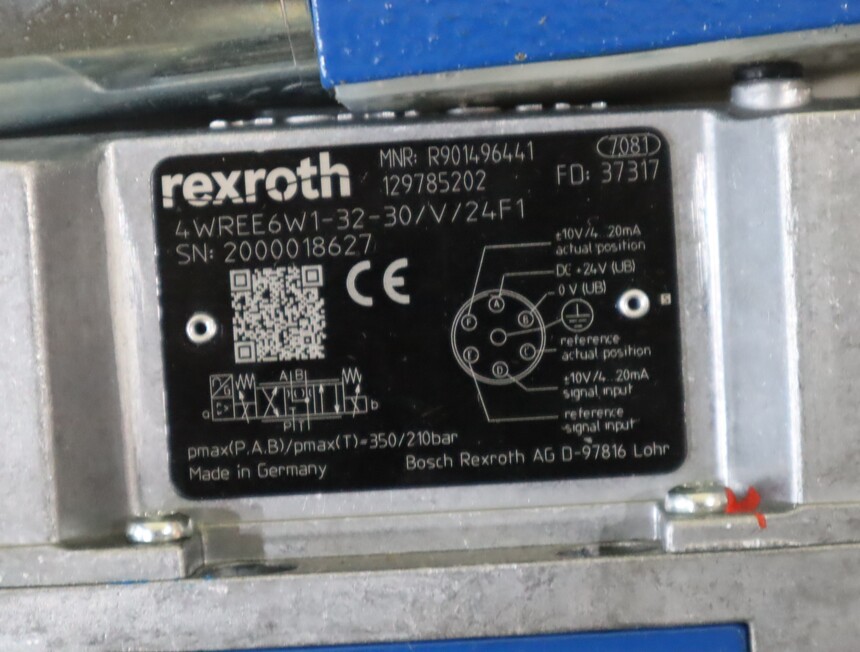 rexroth
MNR: R901496441
7081
129785202
FD: 37317
4WREE6W1-32-30/V/24F1
SN: 2000018627
CE
±10V/4...20mA
actual position
DC +24V (UB)
0 V (UB)
reference
actual position
±10V/4...20mA
signal input
reference
signal input
A
B
C
D
E
F
A B
a
b
P T
pmax(P,A,B)/pmax(T)=350/210bar
Made in Germany
Bosch Rexroth AG D-97816 Lohr